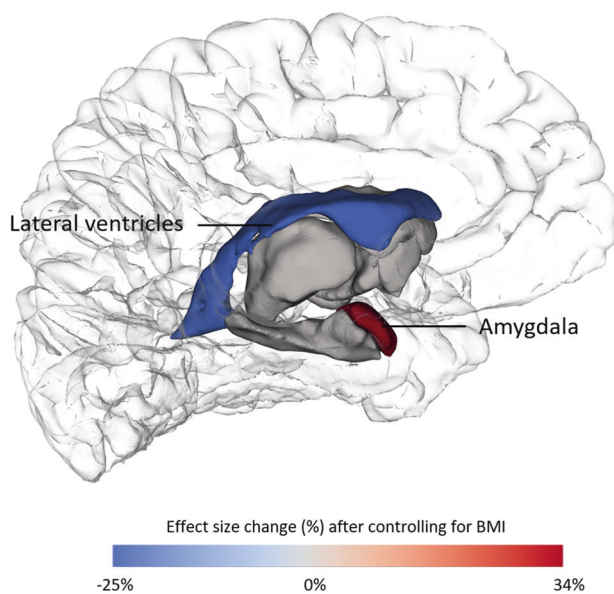 Lateral ventricles
Amygdala
Effect size change (%) after controlling for BMI
-25% 0% 34%